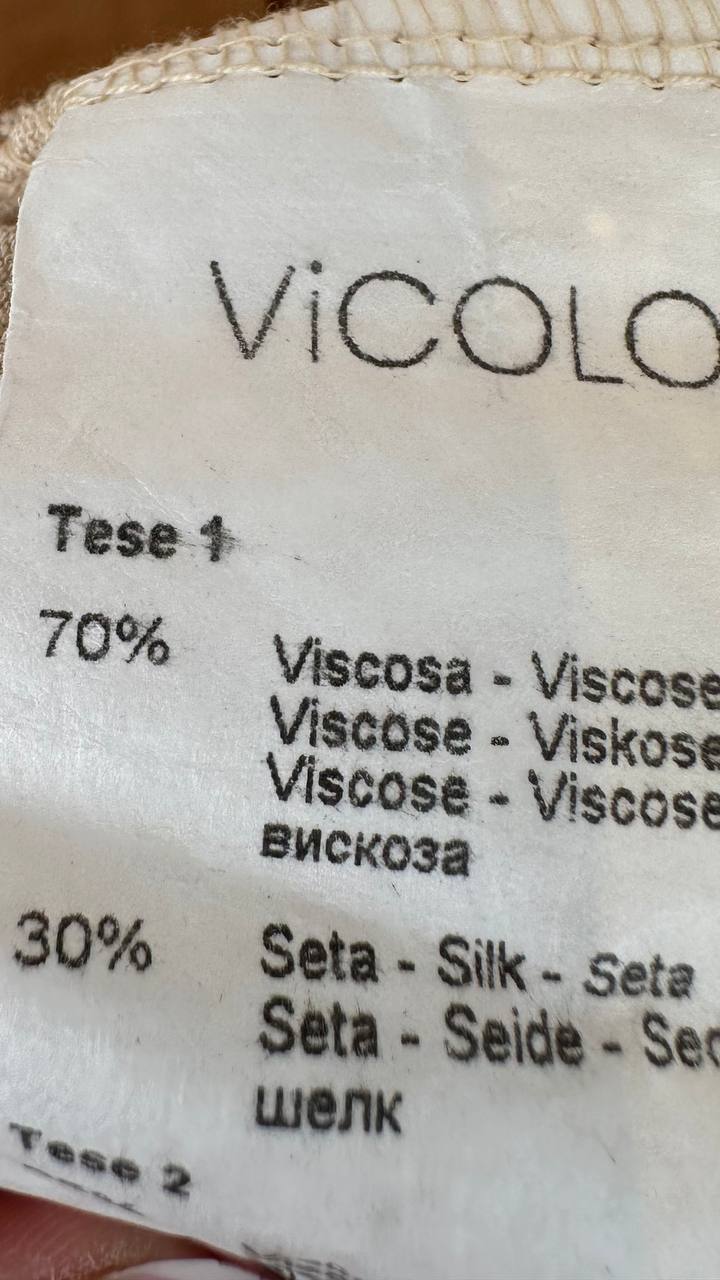 ViCOLO
Tese 1
70%
Viscosa - Viscose
Viscose - Viskose
Viscose - Viscose
вискоза
30%
Seta - Silk - Seta
Seta - Seide -
шелк
Tese 2